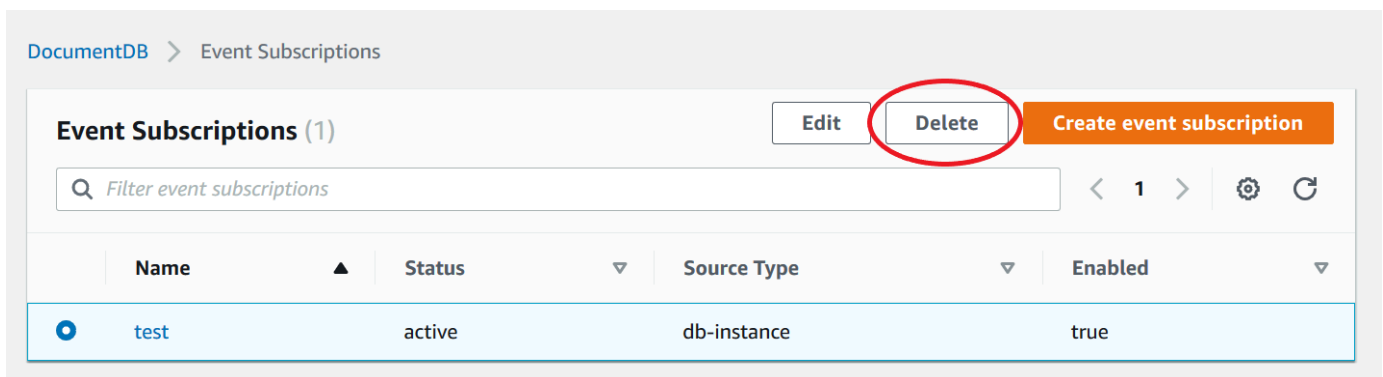 DocumentDB > Event Subscriptions
Event Subscriptions (1)
Edit
Delete
Create event subscription
Filter event subscriptions
< 1 >
Name Status Source Type Enabled
test active db-instance true